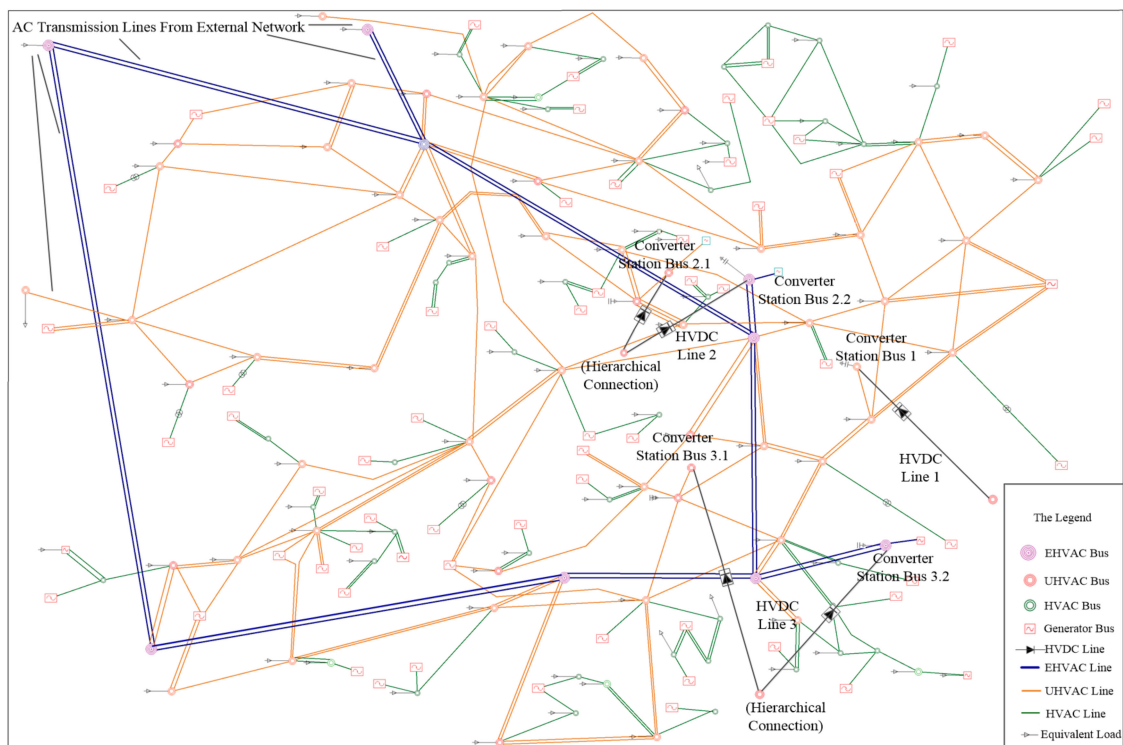 AC Transmission Lines From External Network
Converter
Station Bus 2.1
Converter
Station Bus 2.2
HVDC
Line 2
(Hierarchical
Connection)
Converter
Station Bus 1
HVDC
Line 1
Converter
Station Bus 3.1
Converter
Station Bus 3.2
HVDC
Line 3
(Hierarchical
Connection)
The Legend
EHVAC Bus
UHVAC Bus
HVAC Bus
Generator Bus
HVDC Line
EHVAC Line
UHVAC Line
HVAC Line
Equivalent Load